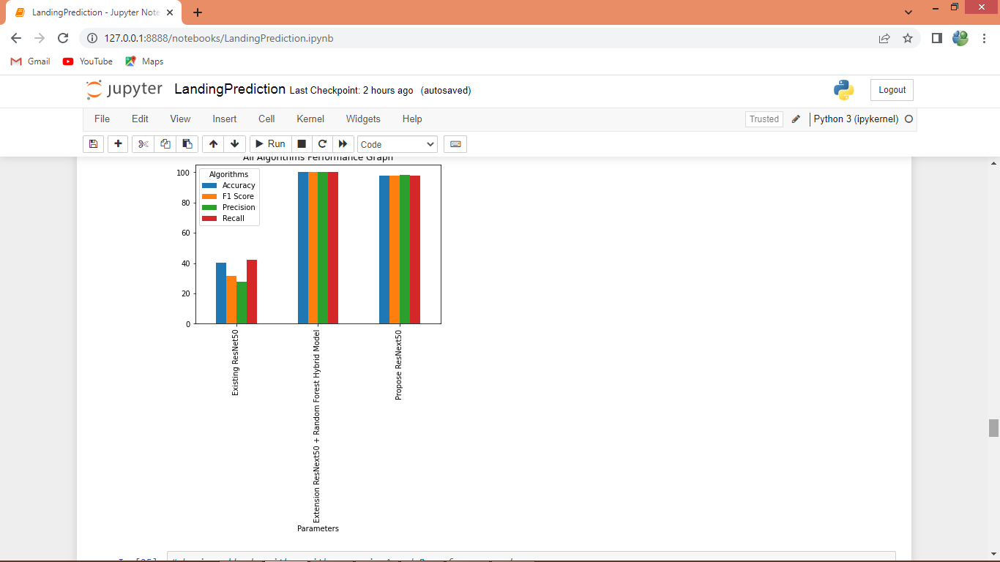 LandingPrediction - Jupyter Note
127.0.0.1:8888/notebooks/LandingPrediction.ipynb
Gmail YouTube Maps
jupyter LandingPrediction Last Checkpoint: 2 hours ago (autosaved) Logout
File Edit View Insert Cell Kernel Widgets Help Trusted Python 3 (ipykernel)
Run Code
All Algorithms Performance Graph
Algorithms
Accuracy
F1 Score
Precision
Recall
100
80
60
40
20
0
Existing ResNet50
Extension ResNext50 + Random Forest Hybrid Model
Propose ResNext50
Parameters